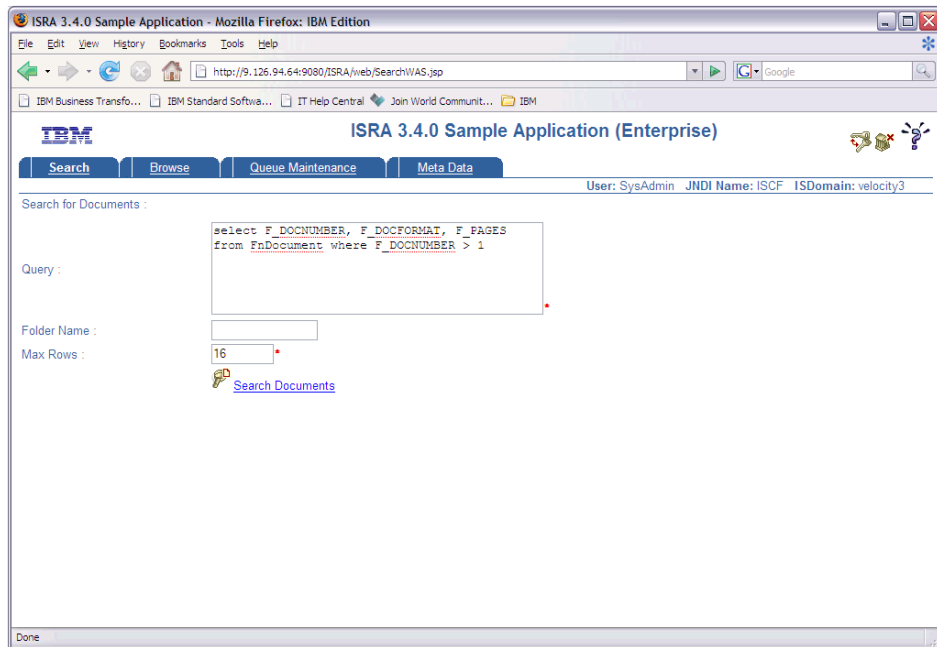 ISRA 3.4.0 Sample Application - Mozilla Firefox: IBM Edition
File Edit View History Bookmarks Tools Help
http://9.126.94.64:9080/ISRA/web/SearchWAS.jsp
G Google
IBM Business Transfo... IBM Standard Softwa... IT Help Central Join World Communit... IBM
IBM
ISRA 3.4.0 Sample Application (Enterprise)
Search Browse Queue Maintenance Meta Data
User: SysAdmin JNDI Name: ISCF ISDomain: velocity3
Search for Documents :
select F_DOCNUMBER, F_DOCFORMAT, F_PAGES
from FnDocument where F_DOCNUMBER > 1
Query :
*
Folder Name :
Max Rows : 16 *
Search Documents
Done